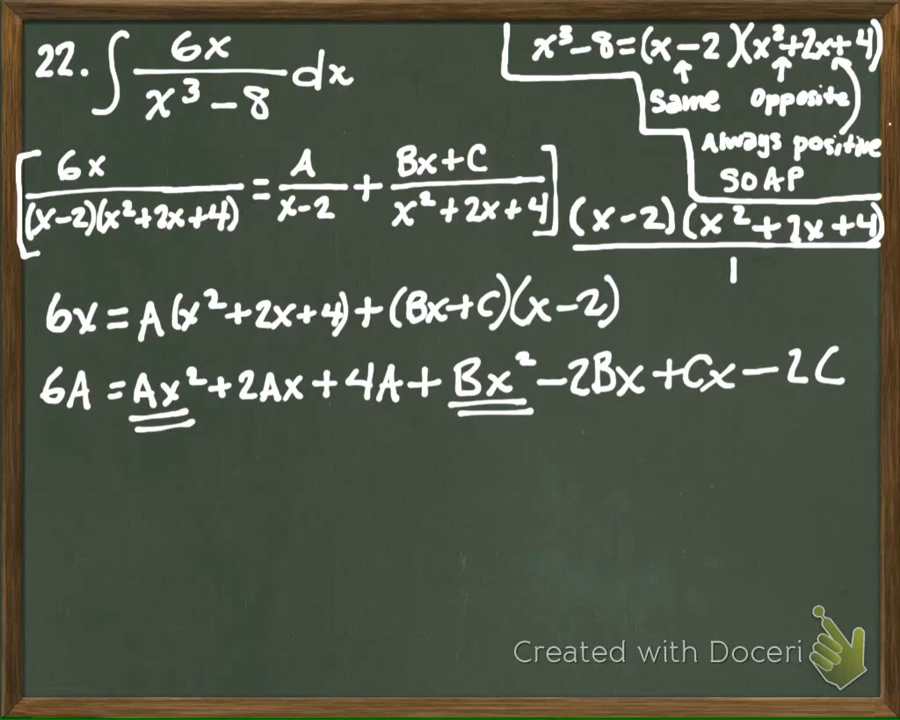 22. ∫ 6x / (x³ - 8) dx
x³ - 8 = (x - 2)(x² + 2x + 4)
Same Opposite
Always positive
SOAP
[6x / ((x-2)(x²+2x+4)) = A / (x-2) + (Bx+C) / (x²+2x+4)] (x-2)(x²+2x+4)
1
6x = A(x²+2x+4) + (Bx+C)(x-2)
6A = Ax² + 2Ax + 4A + Bx² - 2Bx + Cx - 2C
Created with Doceri